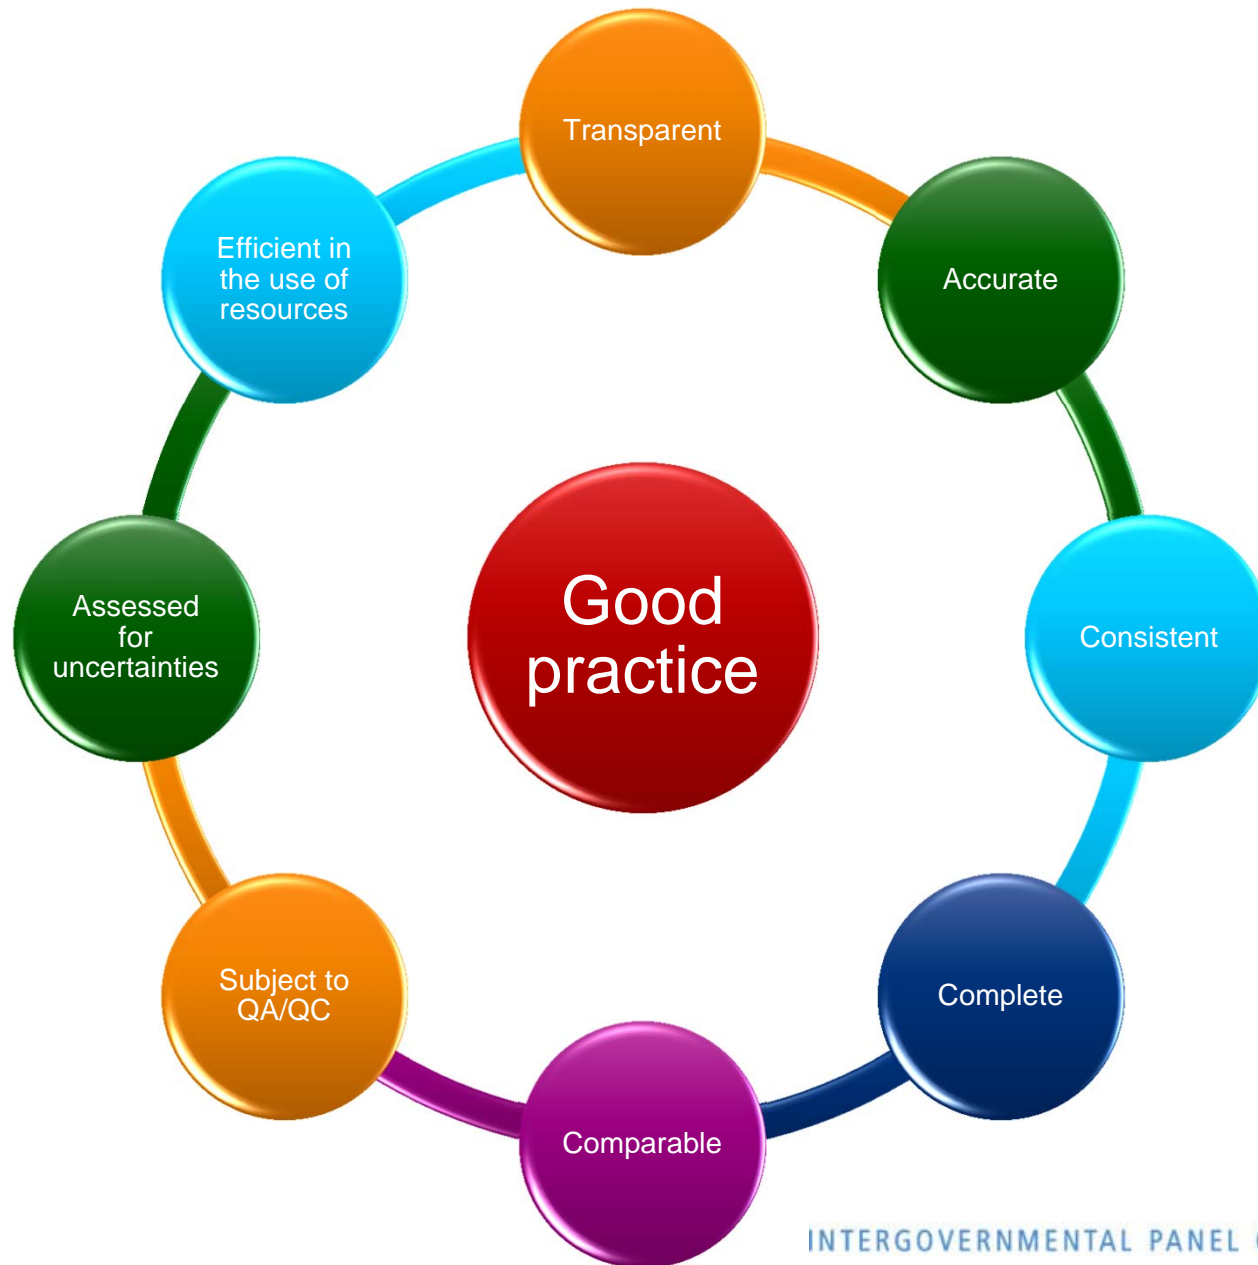 Transparent
Accurate
Consistent
Complete
Comparable
Subject to
QA/QC
Assessed
for
uncertainties
Efficient in
the use of
resources
Good
practice
INTERGOVERNMENTAL PANEL